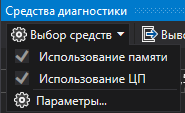 Средства диагностики
Выбор средств
Использование памяти
Использование ЦП
Параметры...